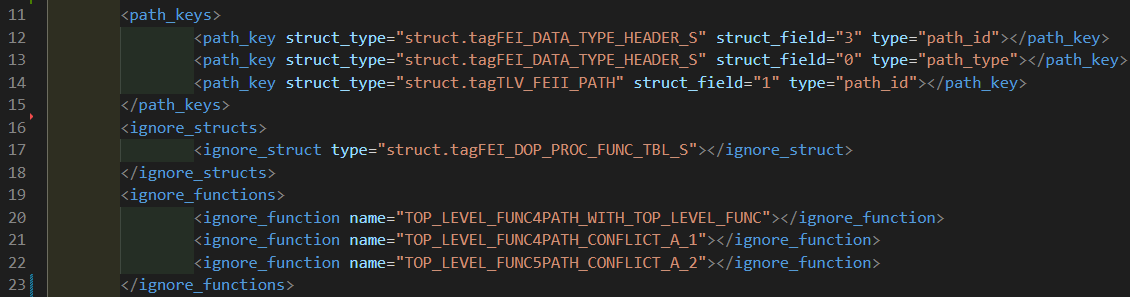 11 <path_keys>
12 <path_key struct_type="struct.tagFEI_DATA_TYPE_HEADER_S" struct_field="3" type="path_id"></path_key>
13 <path_key struct_type="struct.tagFEI_DATA_TYPE_HEADER_S" struct_field="0" type="path_type"></path_key>
14 <path_key struct_type="struct.tagTLV_FEII_PATH" struct_field="1" type="path_id"></path_key>
15 </path_keys>
16 <ignore_structs>
17 <ignore_struct type="struct.tagFEI_DOP_PROC_FUNC_TBL_S"></ignore_struct>
18 </ignore_structs>
19 <ignore_functions>
20 <ignore_function name="TOP_LEVEL_FUNC4PATH_WITH_TOP_LEVEL_FUNC"></ignore_function>
21 <ignore_function name="TOP_LEVEL_FUNC4PATH_CONFLICT_A_1"></ignore_function>
22 <ignore_function name="TOP_LEVEL_FUNC5PATH_CONFLICT_A_2"></ignore_function>
23 </ignore_functions>